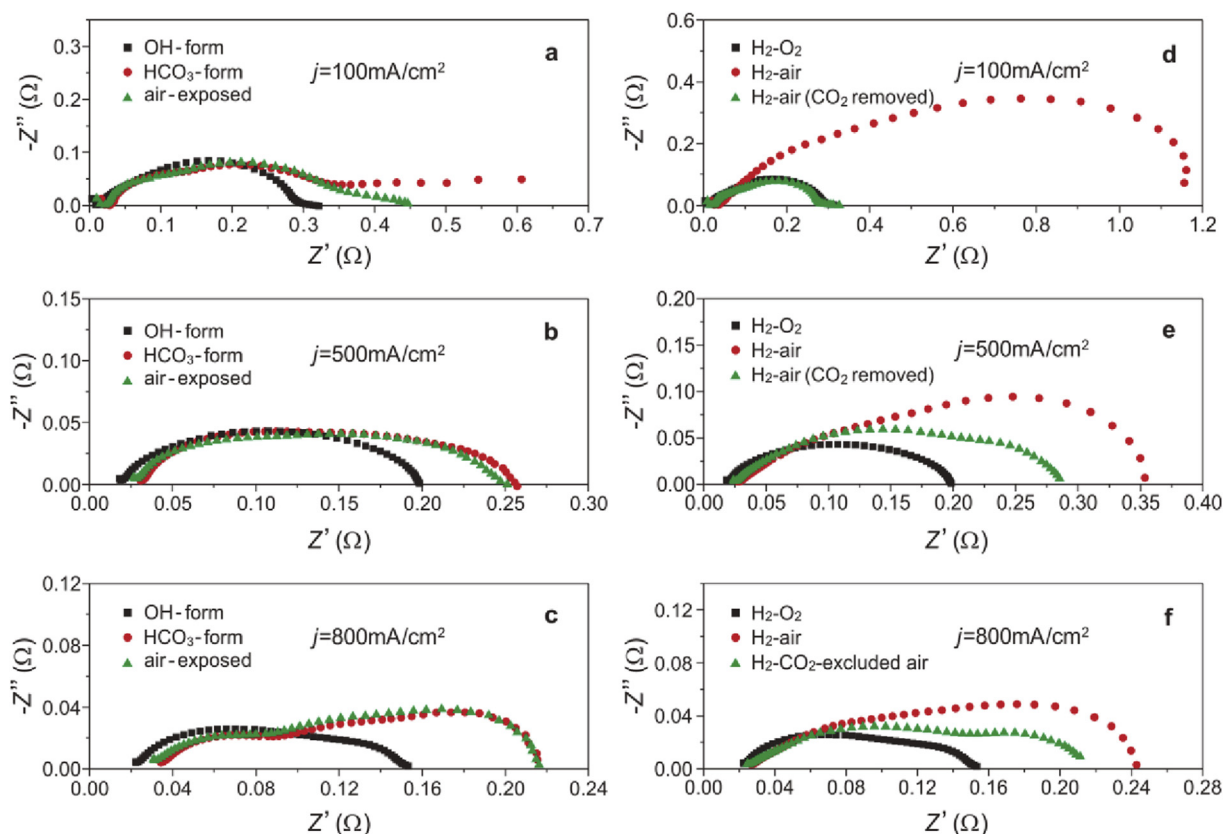 a
OH-form
HCO₃-form
air-exposed
j=100mA/cm²
-Z" (Ω)
0.3
0.2
0.1
0.0
0.0 0.1 0.2 0.3 0.4 0.5 0.6 0.7
Z' (Ω)
d
H₂-O₂
H₂-air
H₂-air (CO₂ removed)
j=100mA/cm²
-Z" (Ω)
0.6
0.4
0.2
0.0
0.0 0.2 0.4 0.6 0.8 1.0 1.2
Z' (Ω)
b
OH-form
HCO₃-form
air-exposed
j=500mA/cm²
-Z" (Ω)
0.15
0.10
0.05
0.00
0.00 0.05 0.10 0.15 0.20 0.25 0.30
Z' (Ω)
e
H₂-O₂
H₂-air
H₂-air (CO₂ removed)
j=500mA/cm²
-Z" (Ω)
0.20
0.15
0.10
0.05
0.00
0.00 0.05 0.10 0.15 0.20 0.25 0.30 0.35 0.40
Z' (Ω)
c
OH-form
HCO₃-form
air-exposed
j=800mA/cm²
-Z" (Ω)
0.12
0.08
0.04
0.00
0.00 0.04 0.08 0.12 0.16 0.20 0.24
Z' (Ω)
f
H₂-O₂
H₂-air
H₂-CO₂-excluded air
j=800mA/cm²
-Z" (Ω)
0.12
0.08
0.04
0.00
0.00 0.04 0.08 0.12 0.16 0.20 0.24 0.28
Z' (Ω)